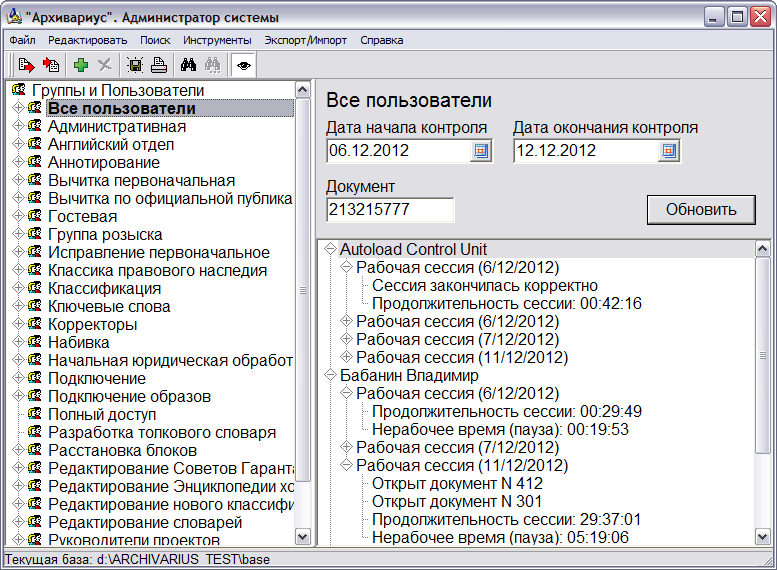 "Архивариус". Администратор системы
Файл Редактировать Поиск Инструменты Экспорт/Импорт Справка
Группы и Пользователи
Все пользователи
Административная
Английский отдел
Аннотирование
Вычитка первоначальная
Вычитка по официальной публика
Гостевая
Группа розыска
Исправление первоначальное
Классика правового наследия
Классификация
Ключевые слова
Корректоры
Набивка
Начальная юридическая обработ
Подключение
Подключение образов
Полный доступ
Разработка толкового словаря
Расстановка блоков
Редактирование Советов Гаранта
Редактирование Энциклопедии хо
Редактирование нового классифи
Редактирование словарей
Руководители проектов
Все пользователи
Дата начала контроля Дата окончания контроля
06.12.2012 12.12.2012
Документ
213215777 Обновить
Autoload Control Unit
Рабочая сессия (6/12/2012)
Сессия закончилась корректно
Продолжительность сессии: 00:42:16
Рабочая сессия (6/12/2012)
Рабочая сессия (7/12/2012)
Рабочая сессия (11/12/2012)
Бабанин Владимир
Рабочая сессия (6/12/2012)
Продолжительность сессии: 00:29:49
Нерабочее время (пауза): 00:19:53
Рабочая сессия (7/12/2012)
Рабочая сессия (11/12/2012)
Открыт документ N 412
Открыт документ N 301
Продолжительность сессии: 29:37:01
Нерабочее время (пауза): 05:19:06
Текущая база: d:\ARCHIVARIUS_TEST\base